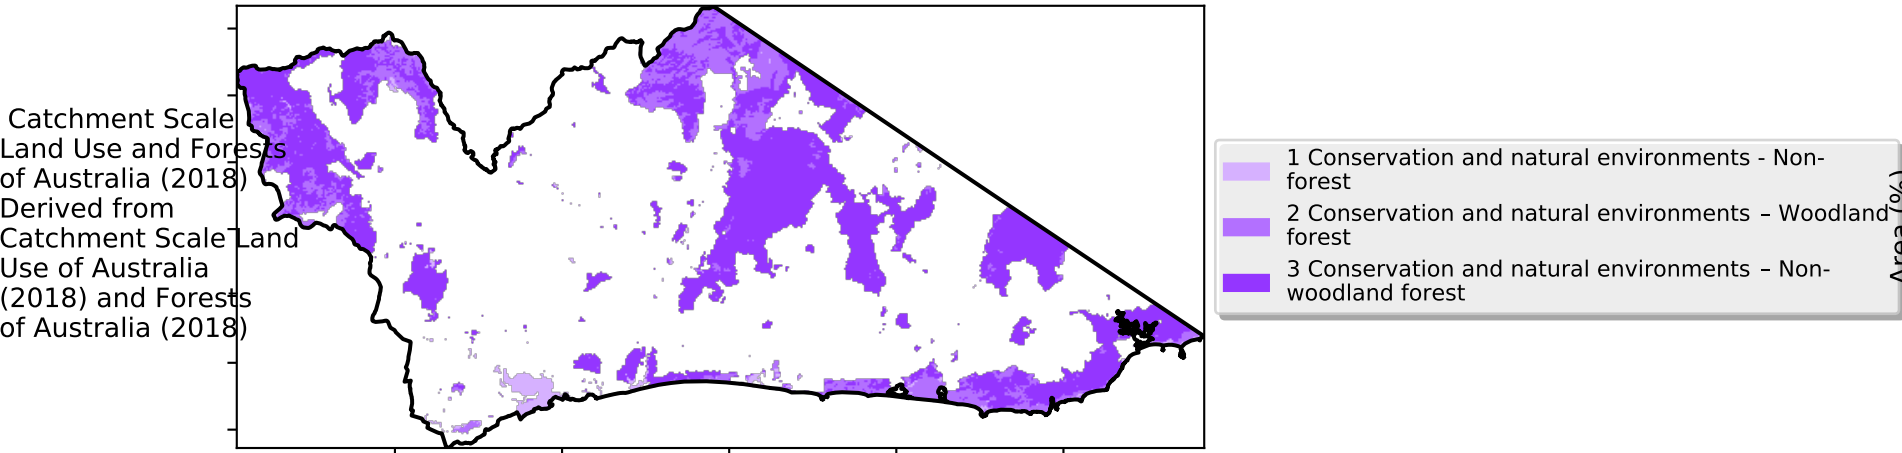 Catchment Scale
Land Use and Forests
of Australia (2018)
Derived from
Catchment Scale Land
Use of Australia
(2018) and Forests
of Australia (2018)
1 Conservation and natural environments - Non-
forest
2 Conservation and natural environments – Woodland
forest
3 Conservation and natural environments – Non-
woodland forest
Area (%)